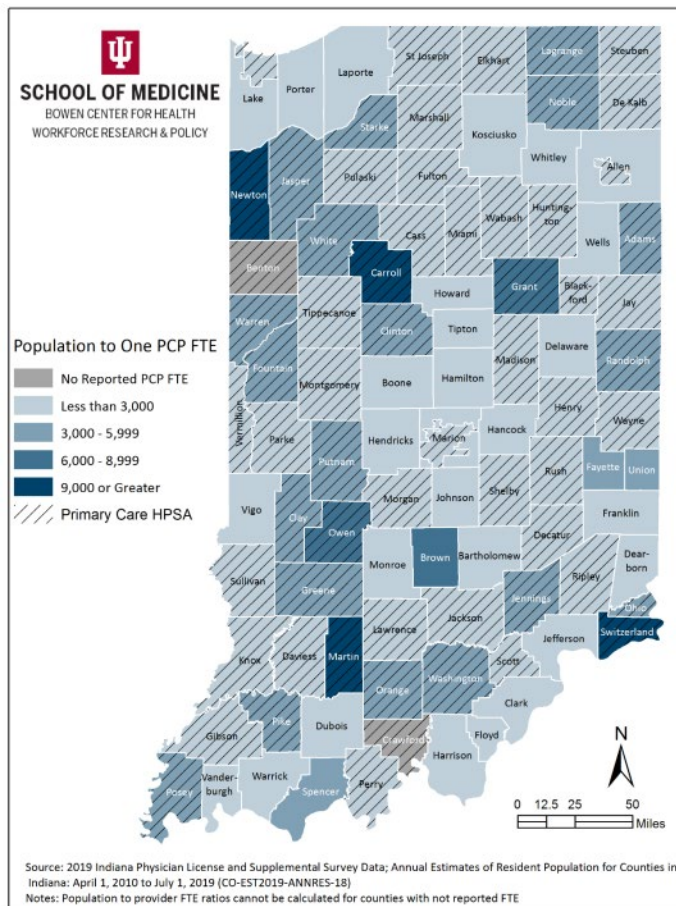 SCHOOL OF MEDICINE
BOWEN CENTER FOR HEALTH
WORKFORCE RESEARCH & POLICY
St Joseph
Elkhart
Lagrange
Steuben
Laporte
Porter
Lake
Noble
De Kalb
Starke
Marshall
Kosciusko
Whitley
Allen
Newton
Jasper
Pulaski
Fulton
Wabash
Hunting-
ton
Miami
Cass
Wells
Adams
White
Benton
Carroll
Grant
Black-
ford
Jay
Howard
Tippecanoe
Warren
Clinton
Tipton
Delaware
Madison
Randolph
Population to One PCP FTE
No Reported PCP FTE
Less than 3,000
3,000 - 5,999
6,000 - 8,999
9,000 or Greater
Primary Care HPSA
Fountain
Montgomery
Boone
Hamilton
Henry
Wayne
Vermillion
Parke
Hendricks
Marion
Hancock
Putnam
Rush
Fayette
Union
Morgan
Johnson
Shelby
Vigo
Clay
Owen
Decatur
Franklin
Monroe
Brown
Bartholomew
Dear-
born
Sullivan
Greene
Ripley
Jennings
Ohio
Jackson
Lawrence
Switzerland
Jefferson
Knox
Daviess
Martin
Scott
Washington
Orange
Clark
Pike
Dubois
Gibson
Floyd
Crawford
Harrison
Perry
Posey
Vander-
burgh
Warrick
Spencer
N
0 12.5 25 50
Miles
Source: 2019 Indiana Physician License and Supplemental Survey Data; Annual Estimates of Resident Population for Counties in
Indiana: April 1, 2010 to July 1, 2019 (CO-EST2019-ANNRES-18)
Notes: Population to provider FTE ratios cannot be calculated for counties with not reported FTE